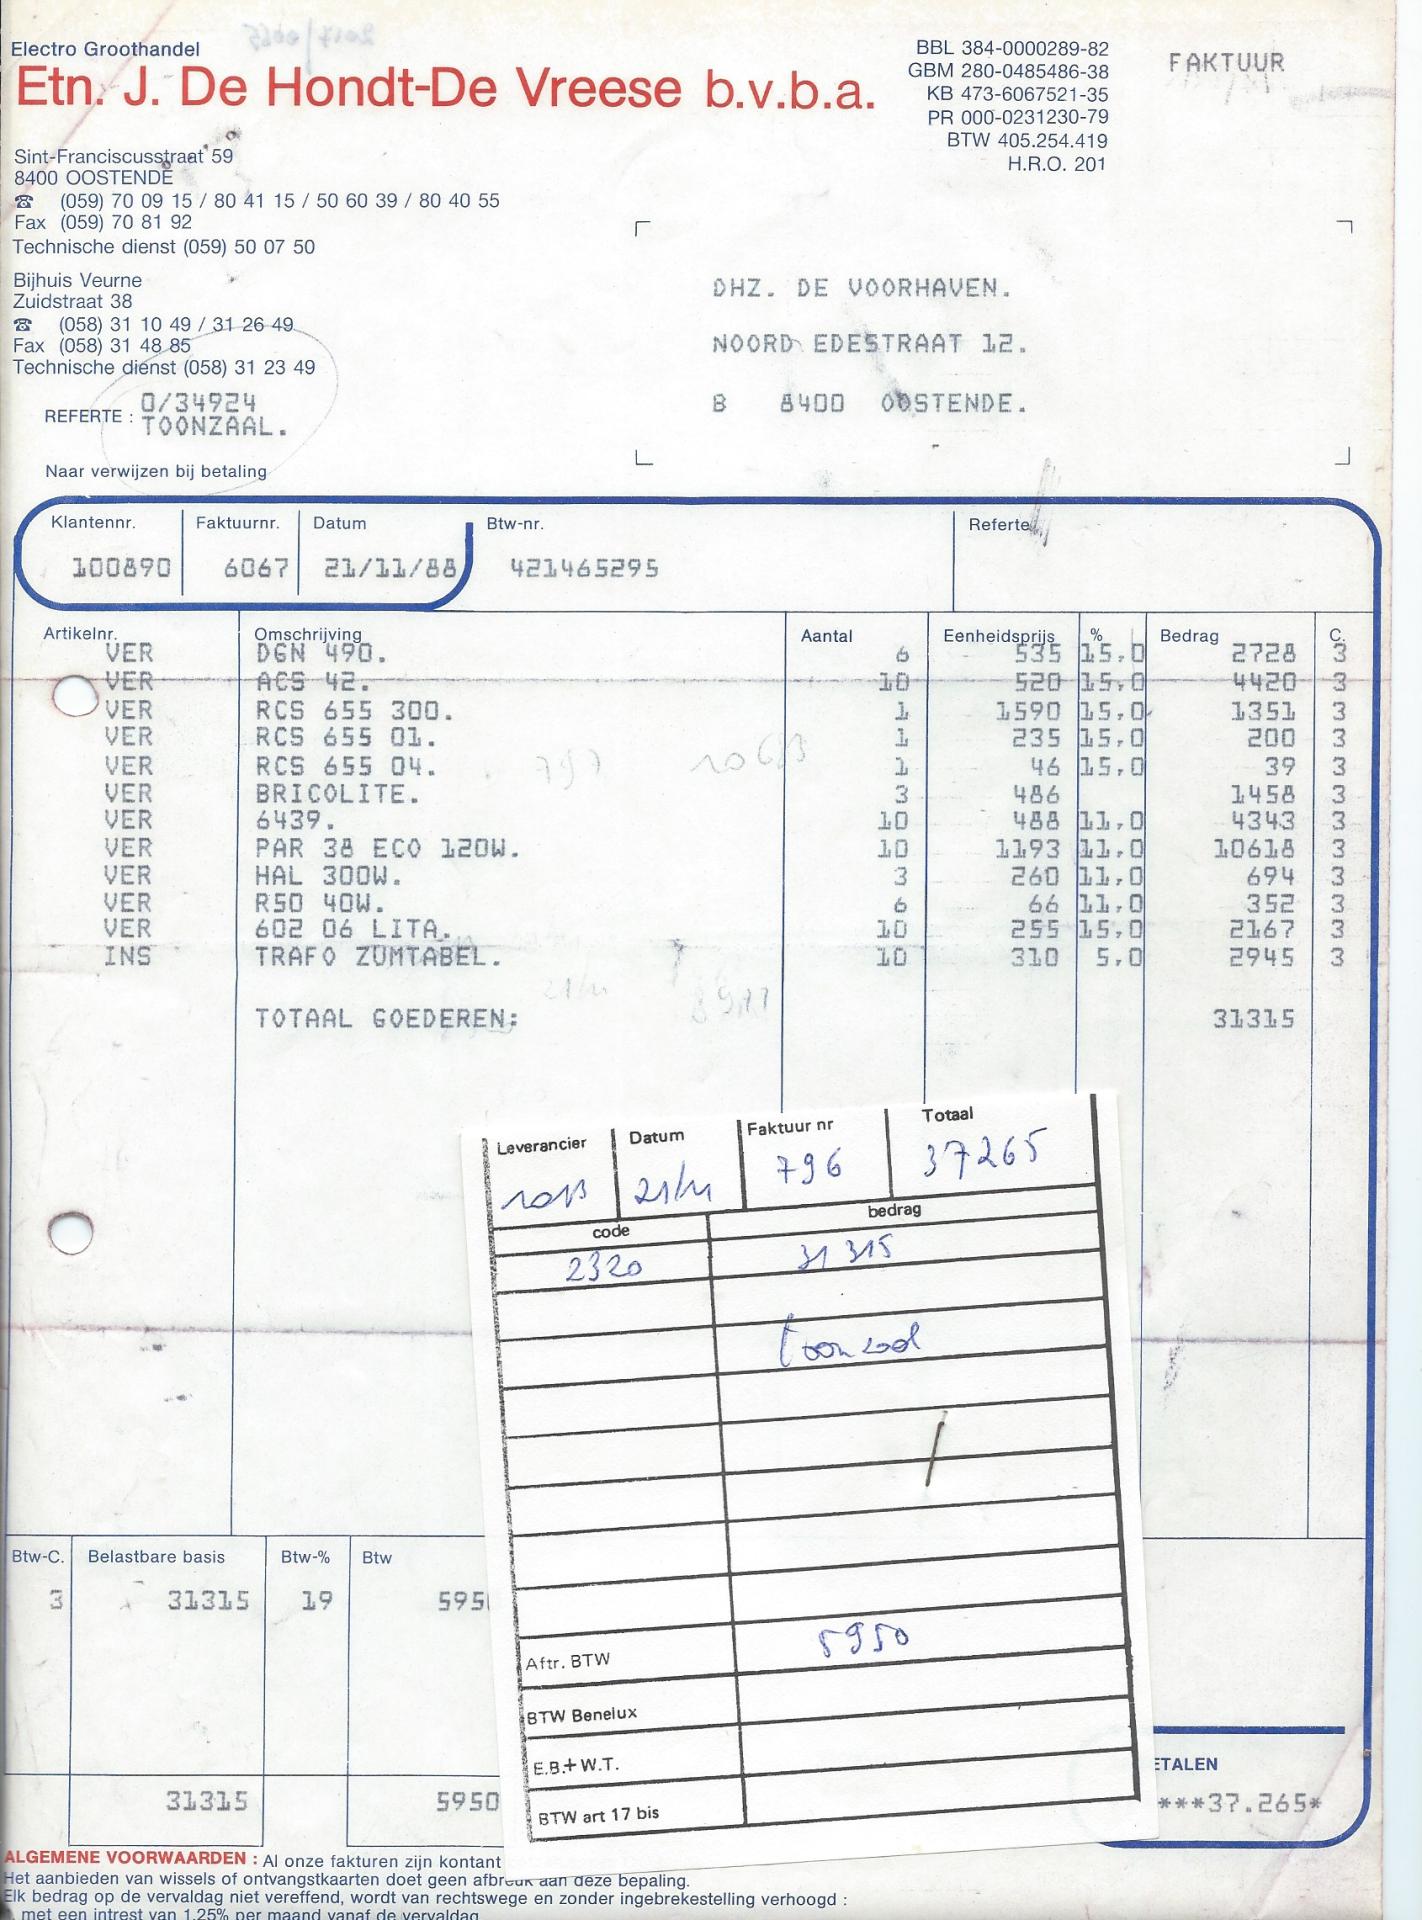 Electro Groothandel
Etn. J. De Hondt-De Vreese b.v.b.a.
BBL 384-0000289-82
GBM 280-0485486-38
KB 473-6067521-35
PR 000-0231230-79
BTW 405.254.419
H.R.O. 201
FAKTUUR
Sint-Franciscusstraat 59
8400 OOSTENDE
☎ (059) 70 09 15 / 80 41 15 / 50 60 39 / 80 40 55
Fax (059) 70 81 92
Technische dienst (059) 50 07 50
Bijhuis Veurne
Zuidstraat 38
☎ (058) 31 10 49 / 31 26 49
Fax (058) 31 48 85
Technische dienst (058) 31 23 49
DHZ. DE VOORHAVEN.
NOORD EDESTRAAT 12.
B 8400 OOSTENDE.
REFERTE : O/34924
TOONZAAL.
Naar verwijzen bij betaling
Klantennr. Faktuurnr. Datum Btw-nr. Referte
100890 6067 21/11/88 421465295
Artikelnr. Omschrijving Aantal Eenheidsprijs % Bedrag C.
VER DGN 490. 6 535 15,0 2728 3
VER ACS 42. 10 520 15,0 4420 3
VER RCS 655 300. 1 1590 15,0 1351 3
VER RCS 655 01. 1 235 15,0 200 3
VER RCS 655 04. 1 46 15,0 39 3
797 10683
VER BRICOLITE. 3 486 1458 3
VER 6439. 10 488 11,0 4343 3
VER PAR 38 ECO 120W. 10 1193 11,0 10618 3
VER HAL 300W. 3 260 11,0 694 3
VER R50 40W. 6 66 11,0 352 3
VER 602 06 LITA. 10 255 15,0 2167 3
INS TRAFO ZUMTABEL. 10 310 5,0 2945 3
21/11
TOTAAL GOEDEREN: 31315
Leverancier Datum Faktuur nr Totaal
21/11 796 37265
code bedrag
2320 31 315
toonzaal
Btw-C. Belastbare basis Btw-% Btw
3 31315 19 595
Aftr. BTW 5950
BTW Benelux
E.B.+ W.T.
BTW art 17 bis
ETALEN
31315 5950 ***37.265*
ALGEMENE VOORWAARDEN : Al onze fakturen zijn kontant
Het aanbieden van wissels of ontvangstkaarten doet geen afbreuk aan deze bepaling.
Elk bedrag op de vervaldag niet vereffend, wordt van rechtswege en zonder ingebrekestelling verhoogd :
met een intrest van 1,25% per maand vanaf de vervaldag